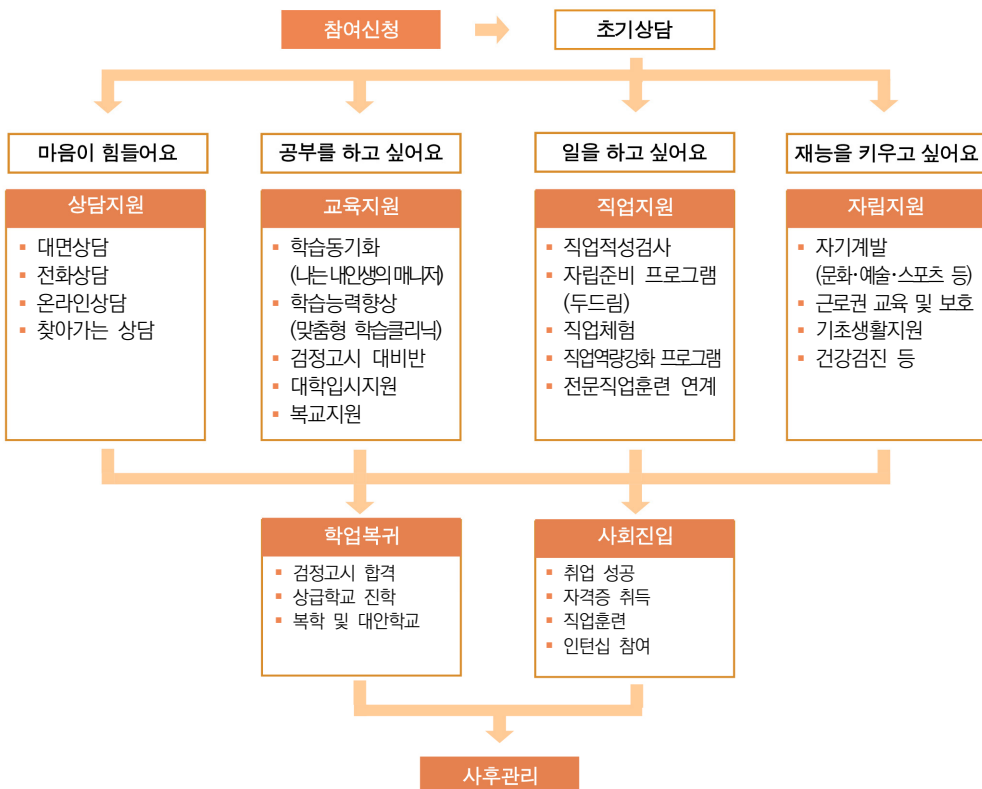 참여신청
초기상담
마음이 힘들어요
상담지원
▪ 대면상담
▪ 전화상담
▪ 온라인상담
▪ 찾아가는 상담
공부를 하고 싶어요
교육지원
▪ 학습동기화
(나는 내인생의 매니저)
▪ 학습능력향상
(맞춤형 학습클리닉)
▪ 검정고시 대비반
▪ 대학입시지원
▪ 복교지원
일을 하고 싶어요
직업지원
▪ 직업적성검사
▪ 자립준비 프로그램
(두드림)
▪ 직업체험
▪ 직업역량강화 프로그램
▪ 전문직업훈련 연계
재능을 키우고 싶어요
자립지원
▪ 자기계발
(문화·예술·스포츠 등)
▪ 근로권 교육 및 보호
▪ 기초생활지원
▪ 건강검진 등
학업복귀
▪ 검정고시 합격
▪ 상급학교 진학
▪ 복학 및 대안학교
사회진입
▪ 취업 성공
▪ 자격증 취득
▪ 직업훈련
▪ 인턴십 참여
사후관리